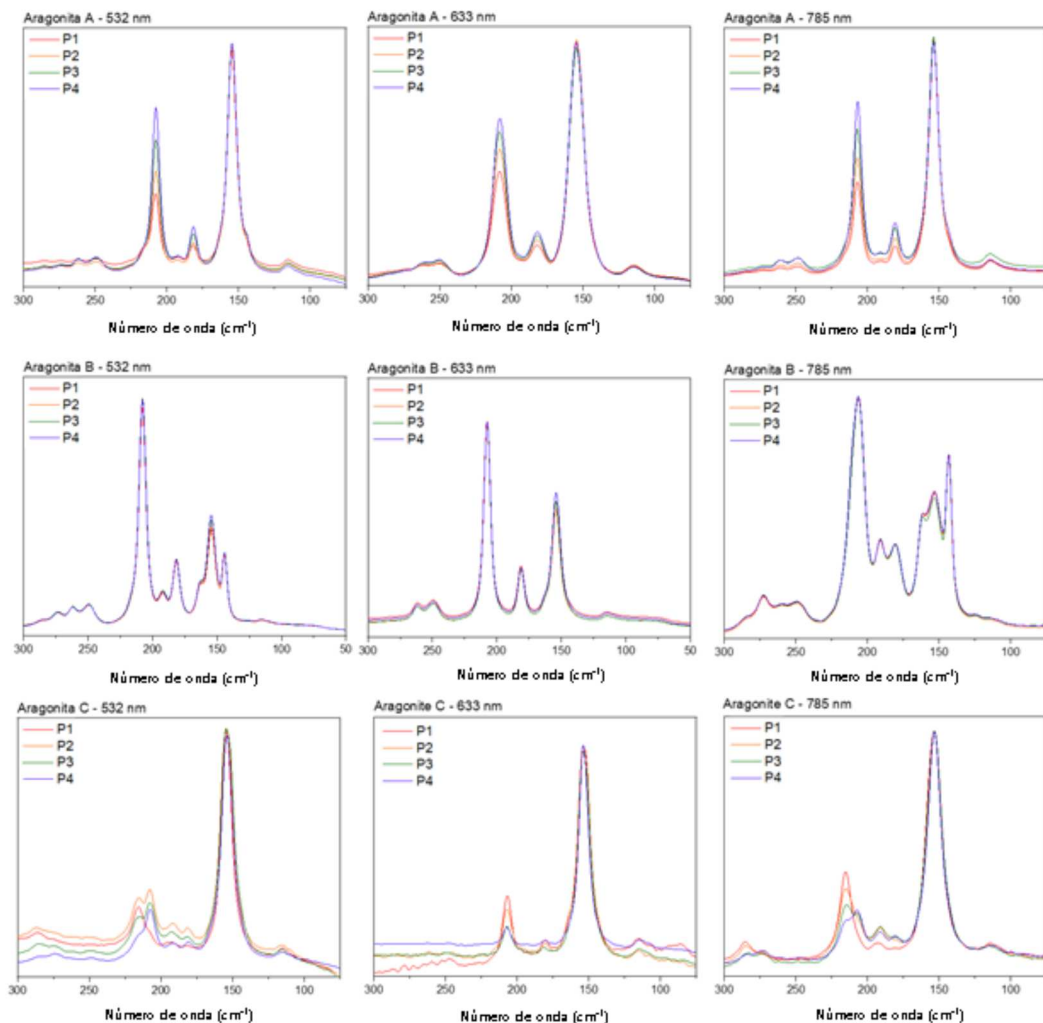 Aragonita A - 532 nm
P1
P2
P3
P4
300 250 200 150 100
Número de onda (cm⁻¹)
Aragonita A - 633 nm
P1
P2
P3
P4
300 250 200 150 100
Número de onda (cm⁻¹)
Aragonita A - 785 nm
P1
P2
P3
P4
300 250 200 150 100
Número de onda (cm⁻¹)
Aragonita B - 532 nm
P1
P2
P3
P4
300 250 200 150 100 50
Número de onda (cm⁻¹)
Aragonita B - 633 nm
P1
P2
P3
P4
300 250 200 150 100 50
Número de onda (cm⁻¹)
Aragonita B - 785 nm
P1
P2
P3
P4
300 250 200 150 100
Número de onda (cm⁻¹)
Aragonita C - 532 nm
P1
P2
P3
P4
300 250 200 150 100
Número de onda (cm⁻¹)
Aragonite C - 633 nm
P1
P2
P3
P4
300 250 200 150 100
Número de onda (cm⁻¹)
Aragonite C - 785 nm
P1
P2
P3
P4
300 250 200 150 100
Número de onda (cm⁻¹)